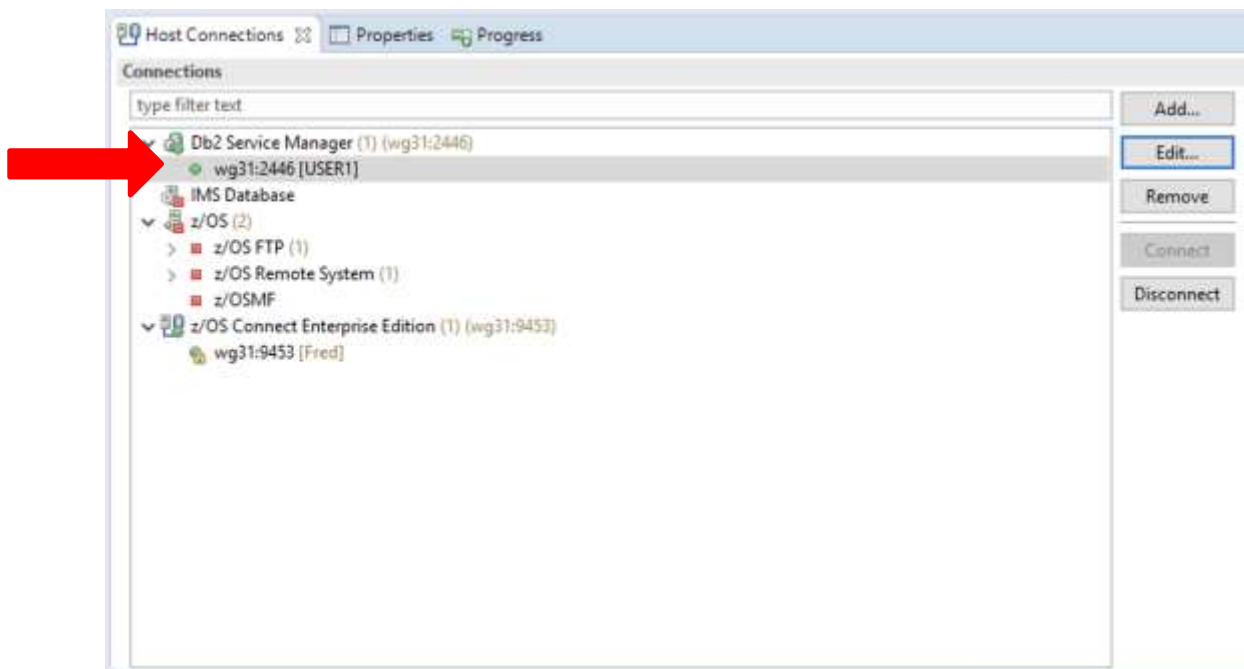 Host Connections Properties Progress
Connections
type filter text
Add...
Db2 Service Manager (1) (wg31:2446)
Edit...
wg31:2446 [USER1]
IMS Database
Remove
z/OS (2)
z/OS FTP (1)
Connect
z/OS Remote System (1)
z/OSMF
Disconnect
z/OS Connect Enterprise Edition (1) (wg31:9453)
wg31:9453 [Fred]